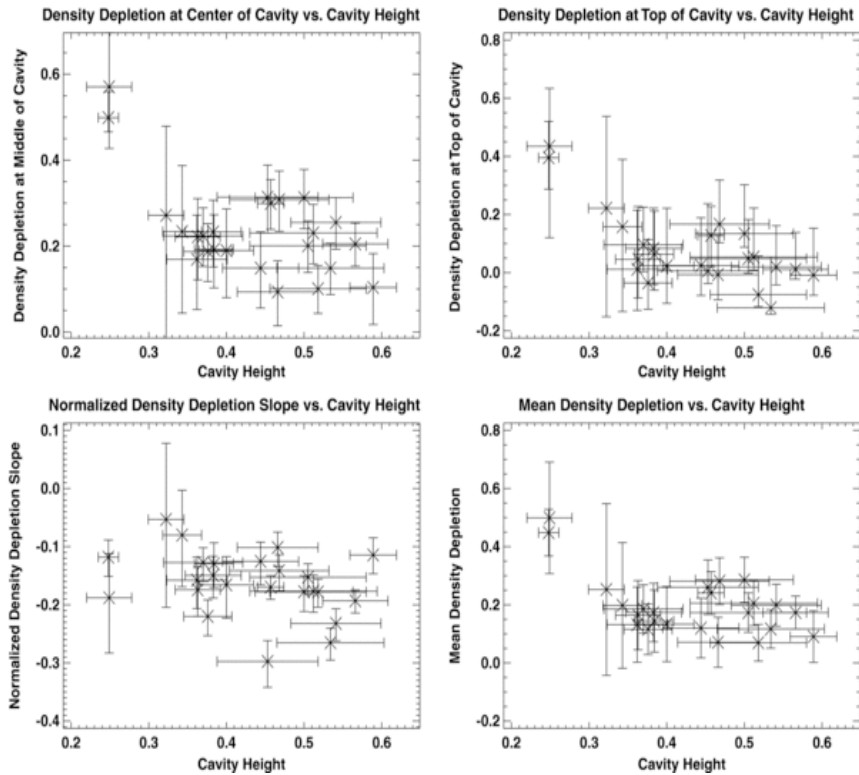 Density Depletion at Center of Cavity vs. Cavity Height
Density Depletion at Middle of Cavity
0.6
0.4
0.2
0.0
0.2 0.3 0.4 0.5 0.6
Cavity Height
Density Depletion at Top of Cavity vs. Cavity Height
Density Depletion at Top of Cavity
0.8
0.6
0.4
0.2
0.0
-0.2
0.2 0.3 0.4 0.5 0.6
Cavity Height
Normalized Density Depletion Slope vs. Cavity Height
Normalized Density Depletion Slope
0.1
0.0
-0.1
-0.2
-0.3
-0.4
0.2 0.3 0.4 0.5 0.6
Cavity Height
Mean Density Depletion vs. Cavity Height
Mean Density Depletion
0.8
0.6
0.4
0.2
0.0
-0.2
0.2 0.3 0.4 0.5 0.6
Cavity Height